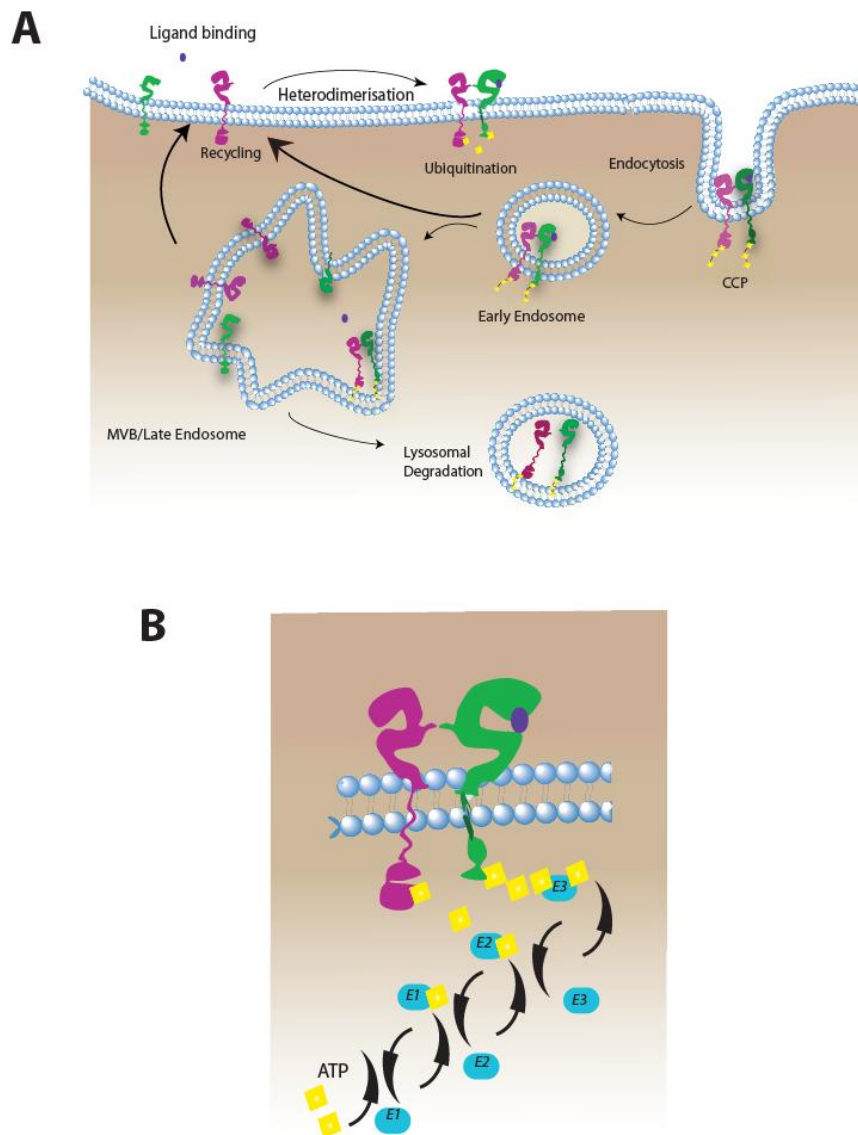 A
Ligand binding
Heterodimerisation
Recycling
Ubiquitination
Endocytosis
CCP
Early Endosome
MVB/Late Endosome
Lysosomal
Degradation
B
E3
E2
E1
E3
E2
ATP
E1